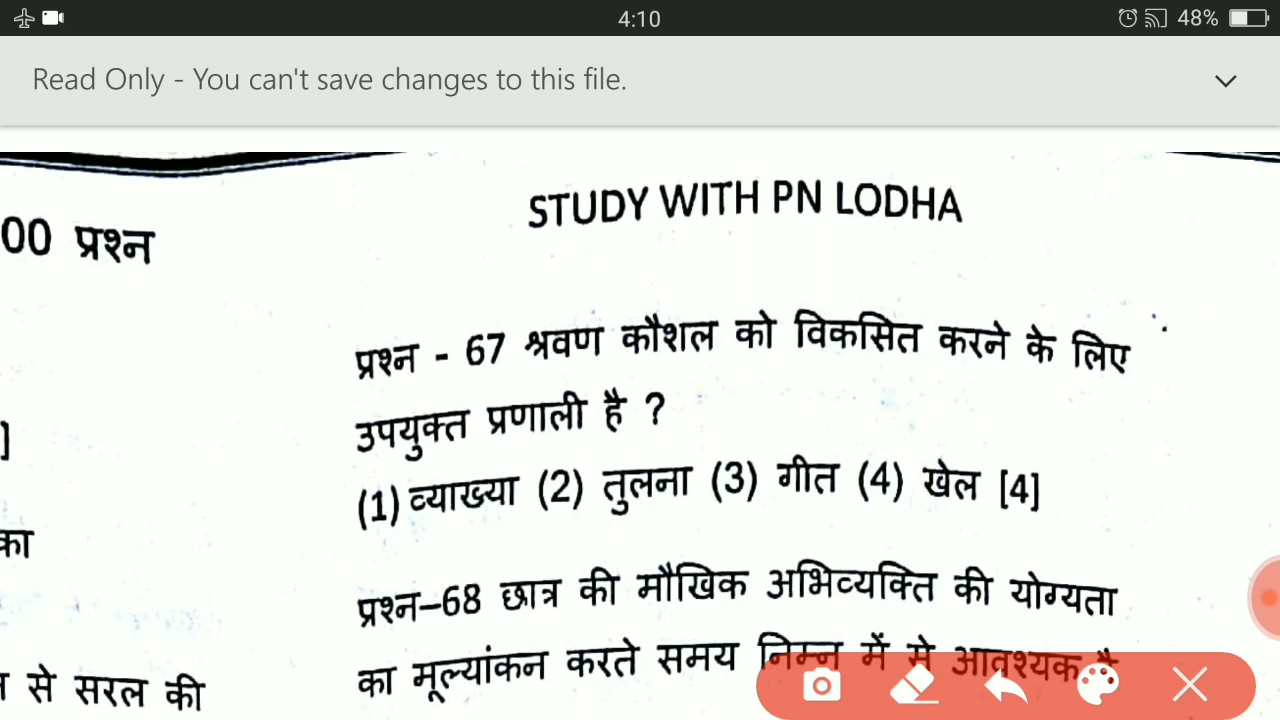 4:10
48%
Read Only - You can't save changes to this file.
STUDY WITH PN LODHA
00 प्रश्न
प्रश्न - 67 श्रवण कौशल को विकसित करने के लिए
उपयुक्त प्रणाली है ?
]
(1) व्याख्या (2) तुलना (3) गीत (4) खेल [4]
का
प्रश्न–68 छात्र की मौखिक अभिव्यक्ति की योग्यता
का मूल्यांकन करते समय निम्न में से आवश्यक है
से सरल की